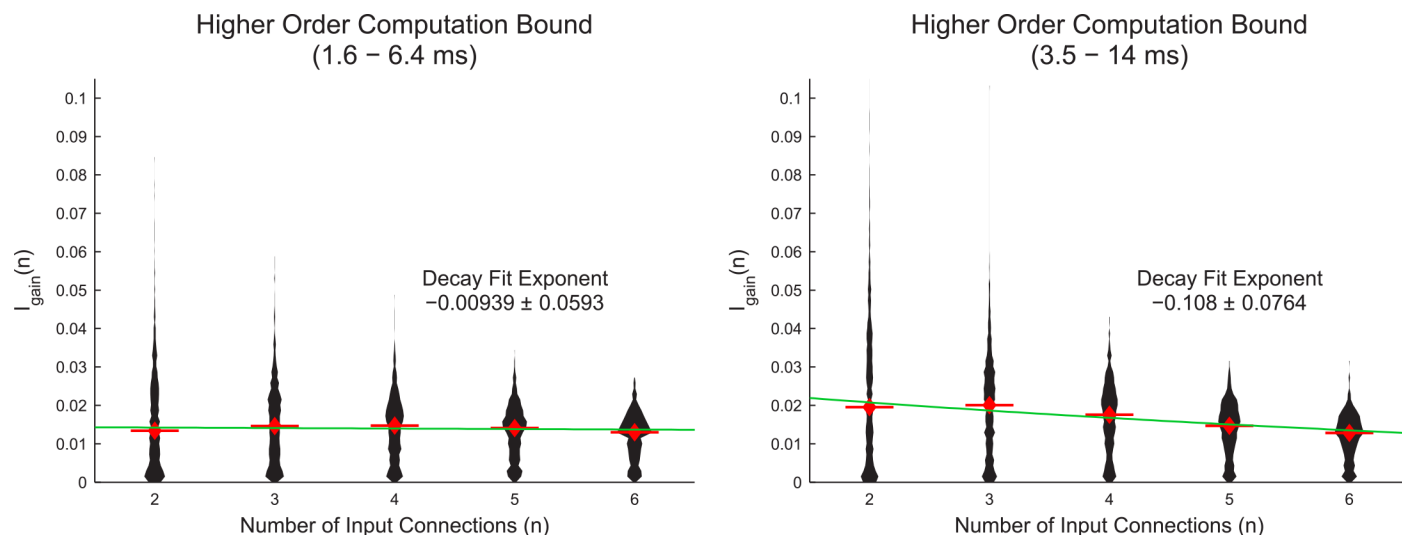 Higher Order Computation Bound
(1.6 − 6.4 ms)
0.1
0.09
0.08
0.07
0.06
0.05
0.04
0.03
0.02
0.01
0
I_gain(n)
Decay Fit Exponent
−0.00939 ± 0.0593
2 3 4 5 6
Number of Input Connections (n)
Higher Order Computation Bound
(3.5 − 14 ms)
0.1
0.09
0.08
0.07
0.06
0.05
0.04
0.03
0.02
0.01
0
I_gain(n)
Decay Fit Exponent
−0.108 ± 0.0764
2 3 4 5 6
Number of Input Connections (n)